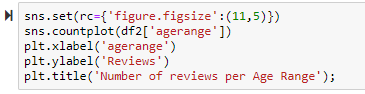 sns.set(rc={'figure.figsize':(11,5)})
sns.countplot(df2['agerange'])
plt.xlabel('agerange')
plt.ylabel('Reviews')
plt.title('Number of reviews per Age Range');